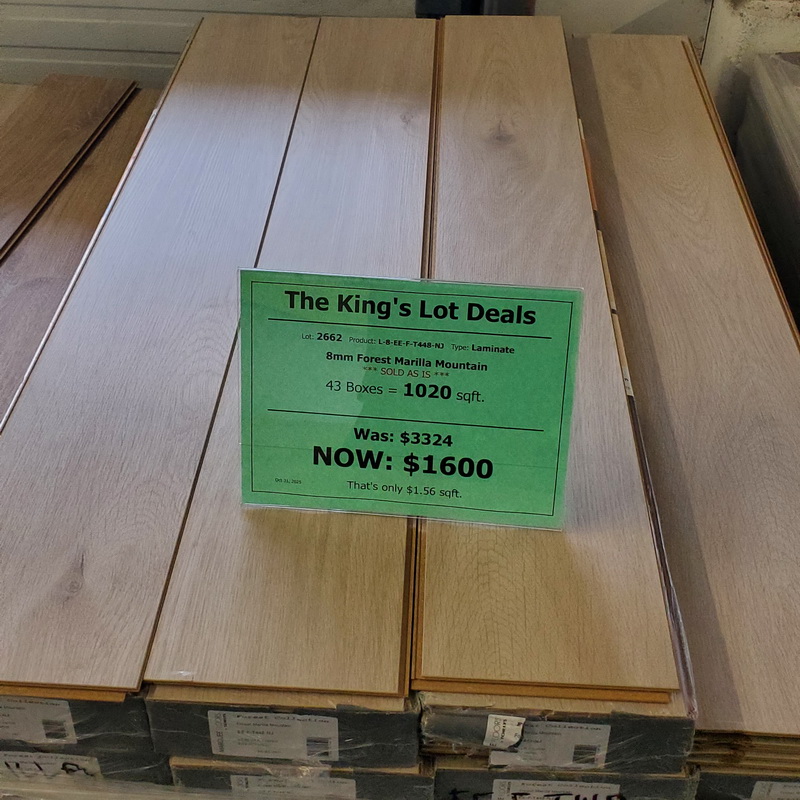 The King's Lot Deals
Lot: 2662 Product: L-8-EE-F-T448-NJ Type: Laminate
8mm Forest Marilla Mountain
*** SOLD AS IS ***
43 Boxes = 1020 sqft.
Was: $3324
NOW: $1600
That's only $1.56 sqft.